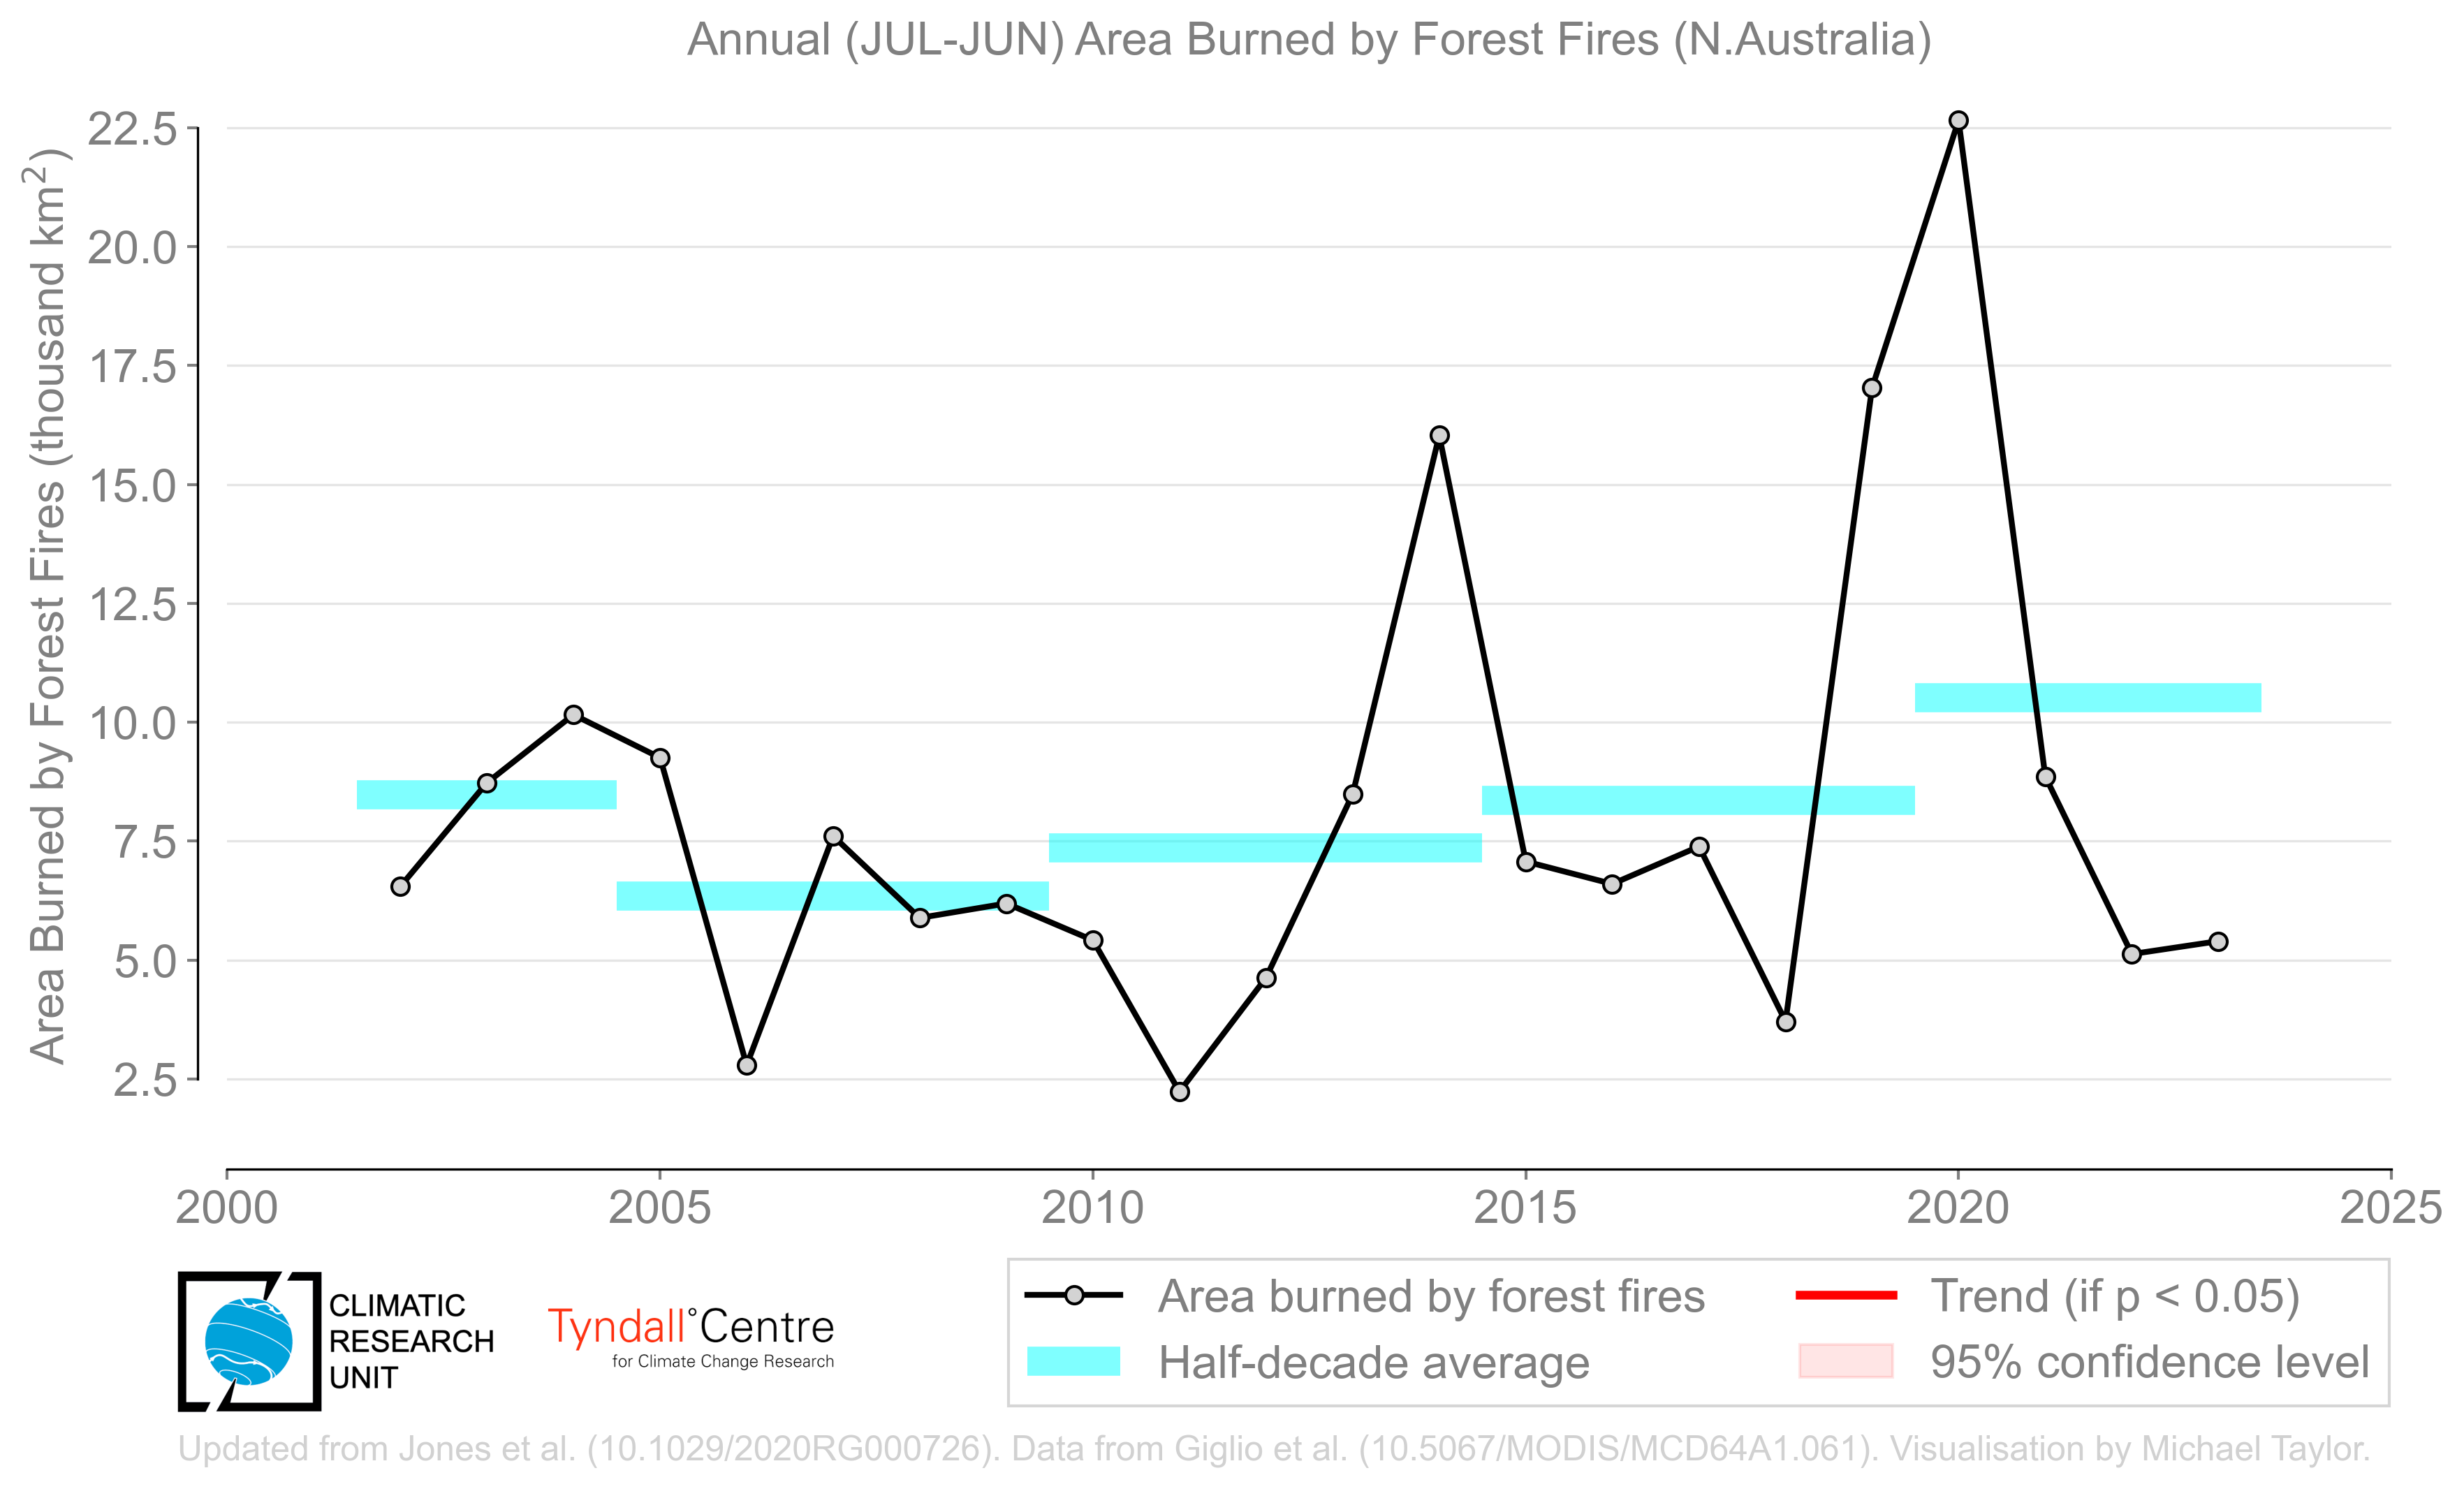 Annual (JUL-JUN) Area Burned by Forest Fires (N.Australia)
Area Burned by Forest Fires (thousand km²)
22.5
20.0
17.5
15.0
12.5
10.0
7.5
5.0
2.5
2000 2005 2010 2015 2020 2025
CLIMATIC
RESEARCH
UNIT
Tyndall°Centre
for Climate Change Research
Area burned by forest fires
Half-decade average
Trend (if p < 0.05)
95% confidence level
Updated from Jones et al. (10.1029/2020RG000726). Data from Giglio et al. (10.5067/MODIS/MCD64A1.061). Visualisation by Michael Taylor.